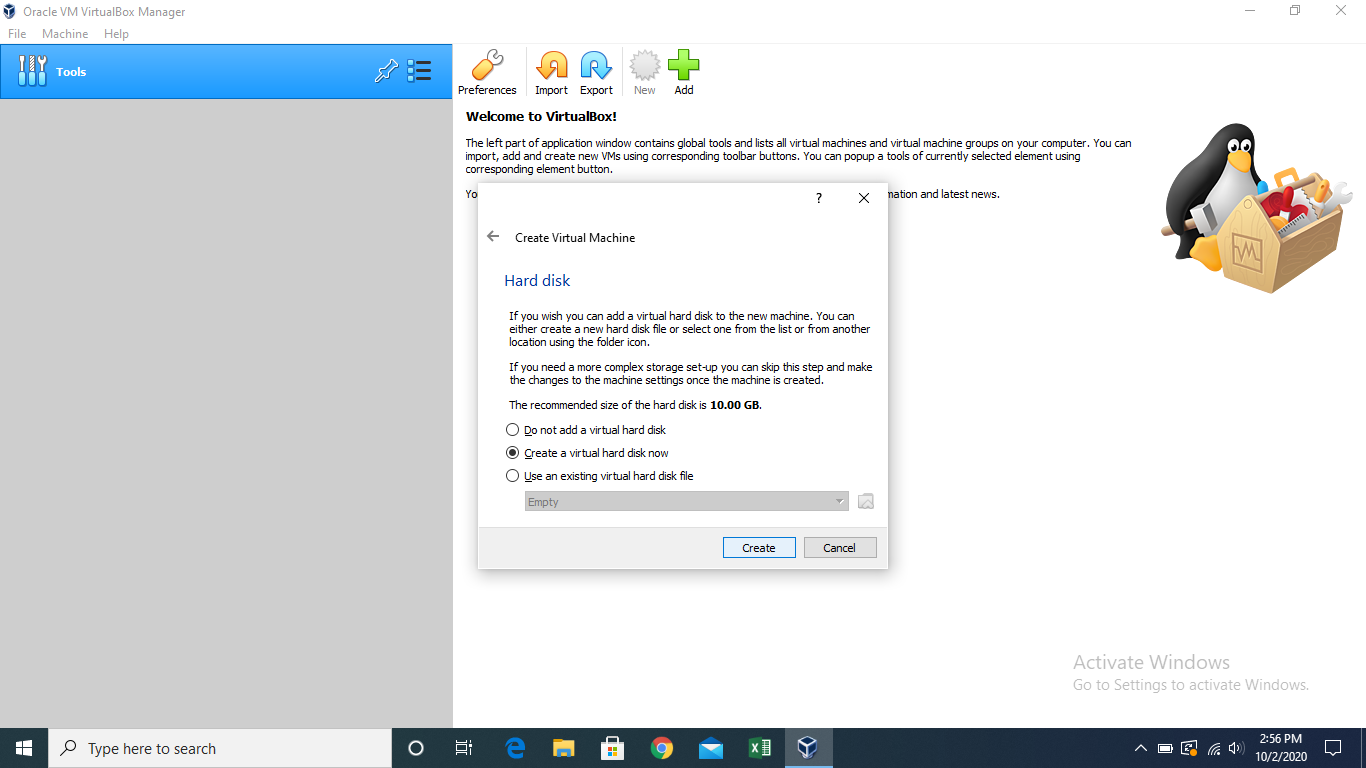 Oracle VM VirtualBox Manager
File Machine Help
Tools
Preferences Import Export New Add
Welcome to VirtualBox!
The left part of application window contains global tools and lists all virtual machines and virtual machine groups on your computer. You can
import, add and create new VMs using corresponding toolbar buttons. You can popup a tools of currently selected element using
corresponding element button.
mation and latest news.
?
Create Virtual Machine
Hard disk
If you wish you can add a virtual hard disk to the new machine. You can
either create a new hard disk file or select one from the list or from another
location using the folder icon.
If you need a more complex storage set-up you can skip this step and make
the changes to the machine settings once the machine is created.
The recommended size of the hard disk is 10.00 GB.
Do not add a virtual hard disk
Create a virtual hard disk now
Use an existing virtual hard disk file
Empty
Create Cancel
Activate Windows
Go to Settings to activate Windows.
Type here to search
2:56 PM
10/2/2020